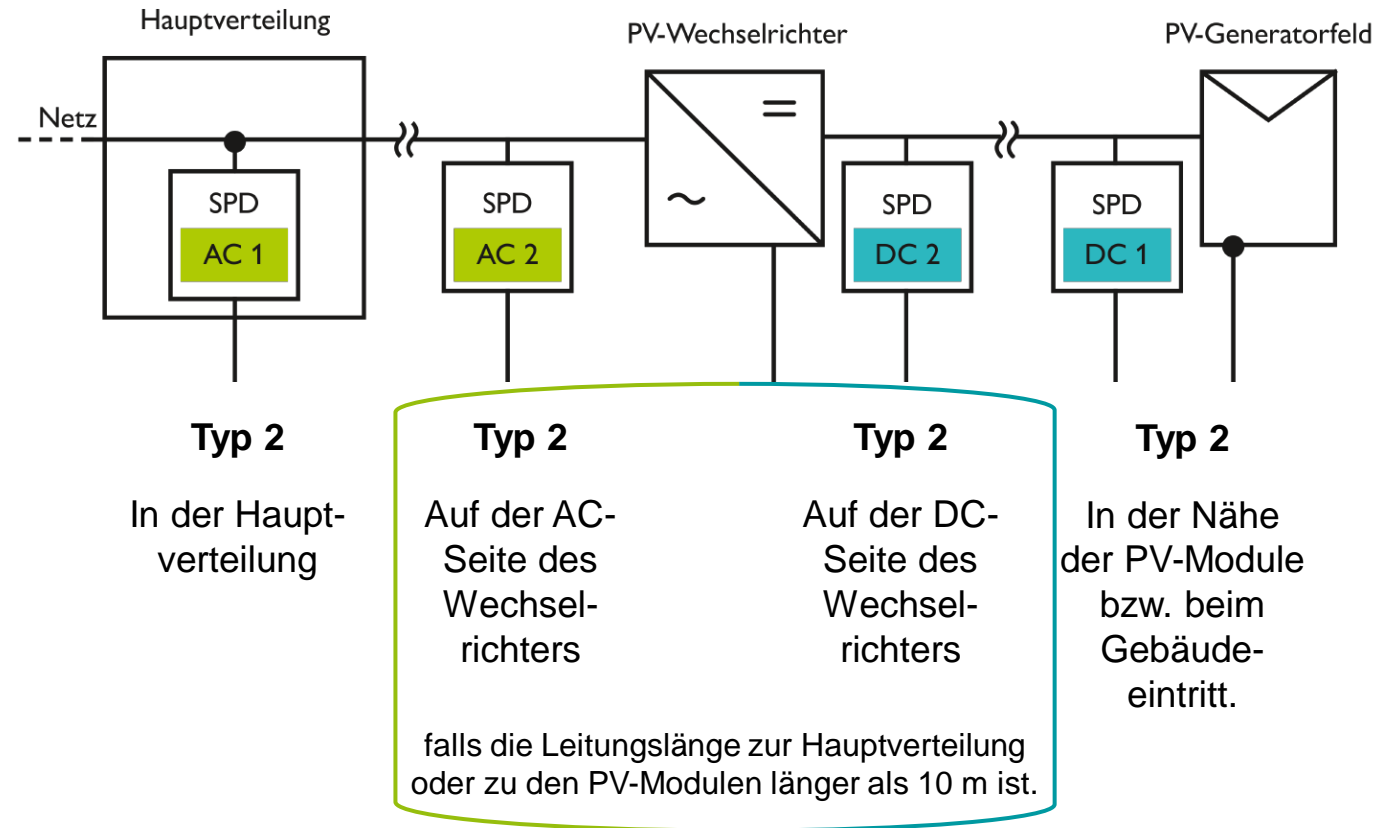 Hauptverteilung
PV-Wechselrichter
PV-Generatorfeld
Netz
=
~
SPD
AC 1
SPD
AC 2
SPD
DC 2
SPD
DC 1
Typ 2
In der Haupt-
verteilung
Typ 2
Auf der AC-
Seite des
Wechsel-
richters
Typ 2
Auf der DC-
Seite des
Wechsel-
richters
falls die Leitungslänge zur Hauptverteilung
oder zu den PV-Modulen länger als 10 m ist.
Typ 2
In der Nähe
der PV-Module
bzw. beim
Gebäude-
eintritt.